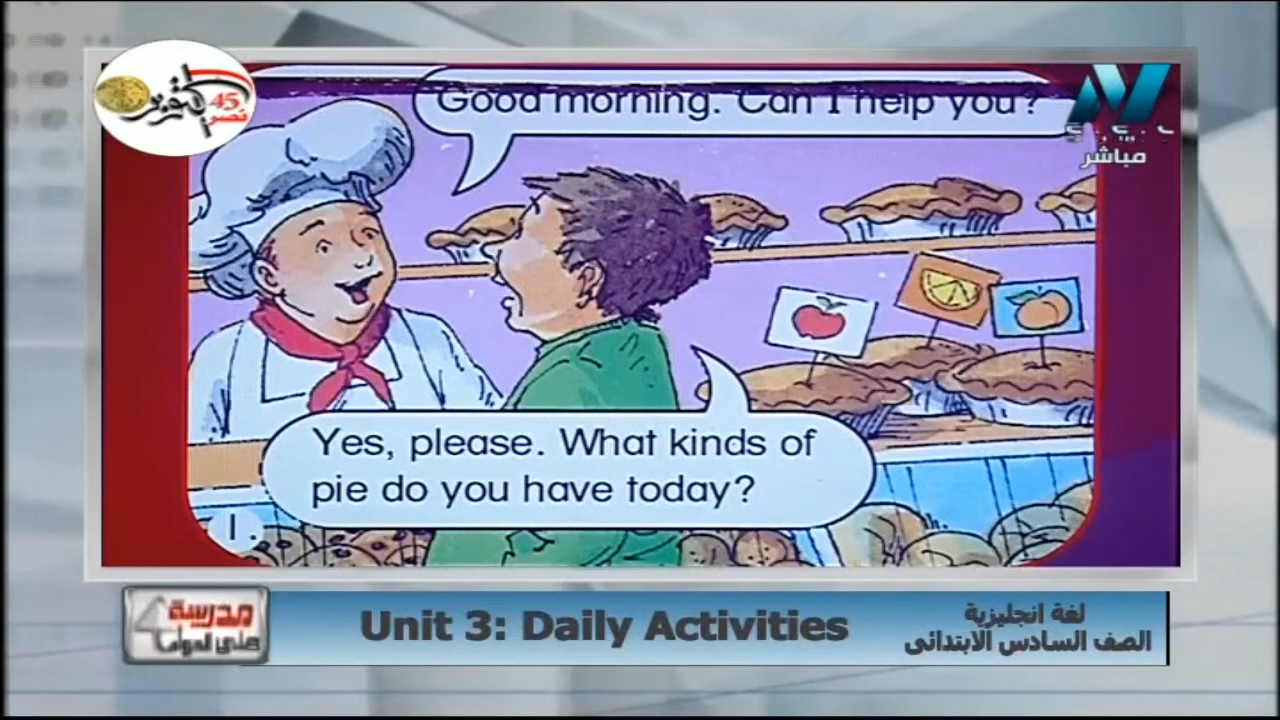 Good morning. Can I help you?
45
مباشر
Yes, please. What kinds of
pie do you have today?
1.
مدرسة
على الهواء
Unit 3: Daily Activities
لغة انجليزية
الصف السادس الابتدائى